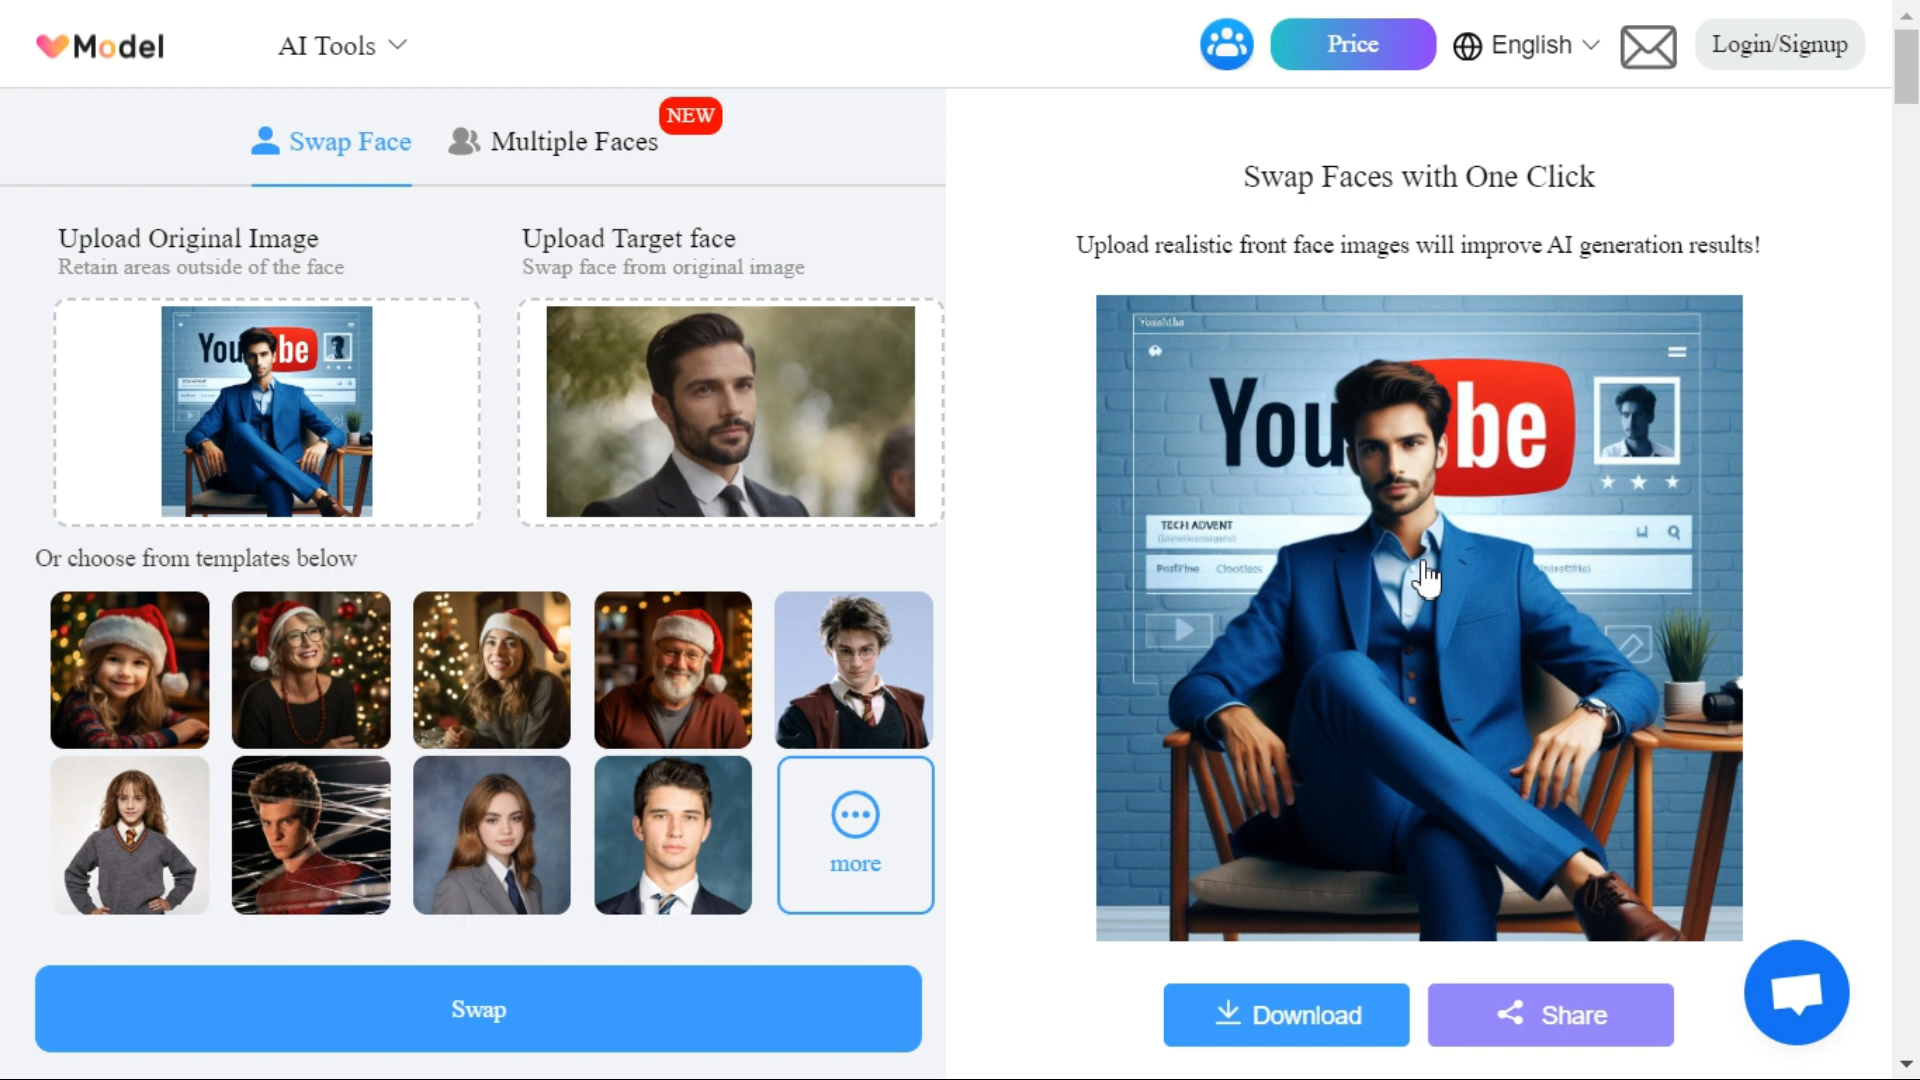 Model
AI Tools
Price
English
Login/Signup
Swap Face
Multiple Faces
NEW
Upload Original Image
Retain areas outside of the face
Upload Target face
Swap face from original image
You be
Or choose from templates below
more
Swap
Swap Faces with One Click
Upload realistic front face images will improve AI generation results!
You be
TECH ADVENT
Download
Share